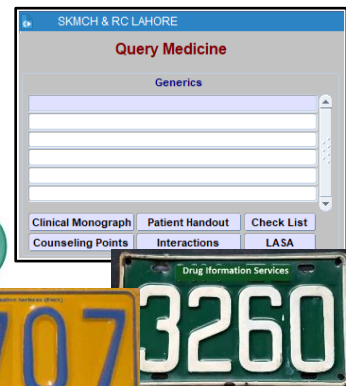 SKMCH & RC LAHORE
Query Medicine
Generics
Clinical Monograph Patient Handout Check List
Counseling Points Interactions LASA
Drug Iformation Services
3260
707